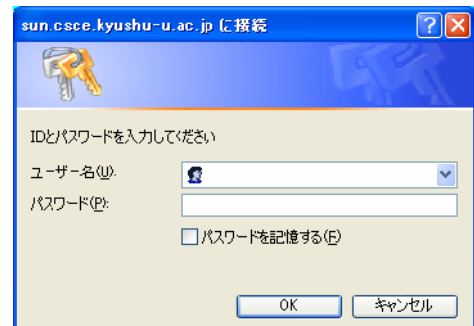 sun.csce.kyushu-u.ac.jp に接続
IDとパスワードを入力してください
ユーザー名(U):
パスワード(P):
パスワードを記憶する(F)
OK キャンセル